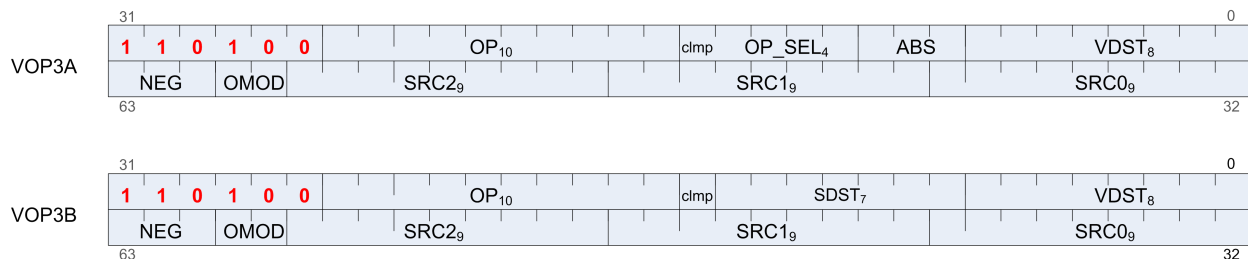 31 0
VOP3A
1 1 0 1 0 0 OP₁₀ clmp OP_SEL₄ ABS VDST₈
NEG OMOD SRC2₉ SRC1₉ SRC0₉
63 32
31 0
VOP3B
1 1 0 1 0 0 OP₁₀ clmp SDST₇ VDST₈
NEG OMOD SRC2₉ SRC1₉ SRC0₉
63 32